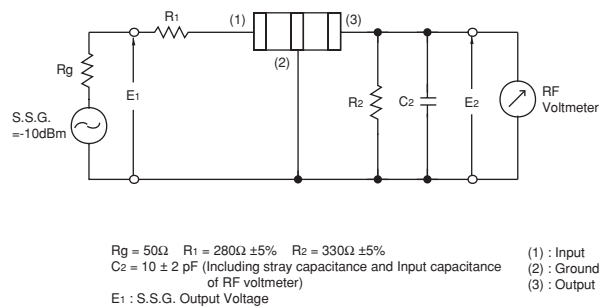 R1
(1)
(3)
(2)
Rg
E1
R2
C2
E2
RF
Voltmeter
S.S.G.
=-10dBm
Rg = 50Ω R1 = 280Ω ±5% R2 = 330Ω ±5%
C2 = 10 ± 2 pF (Including stray capacitance and Input capacitance
of RF voltmeter)
E1 : S.S.G. Output Voltage
(1) : Input
(2) : Ground
(3) : Output